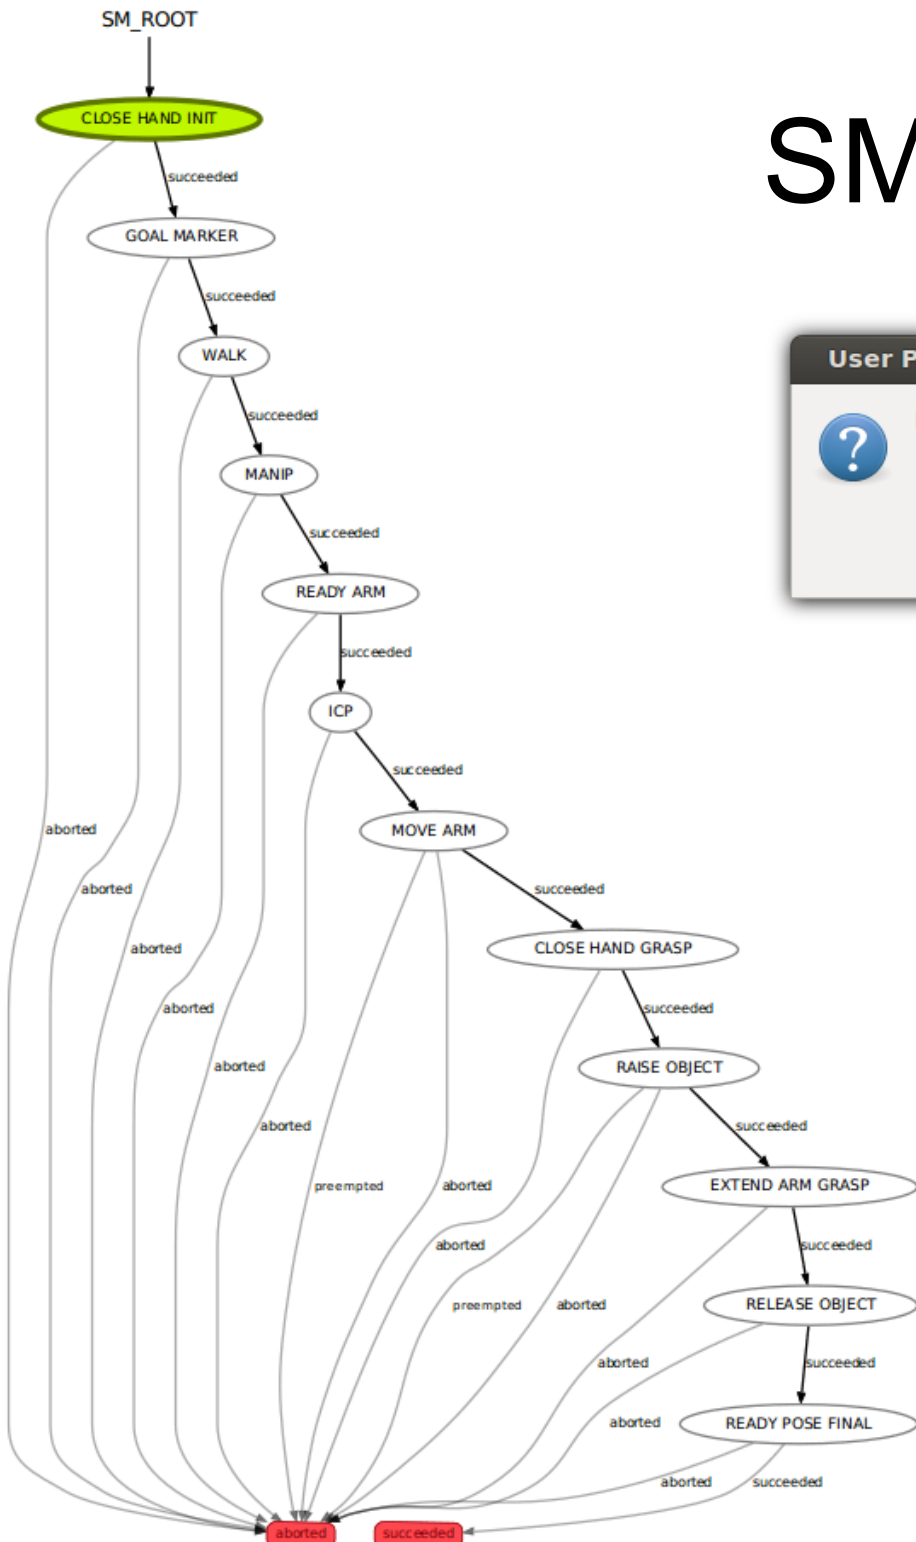 SM_ROOT
CLOSE HAND INIT
SM
succeeded
GOAL MARKER
succeeded
WALK
User P
?
succeeded
MANIP
succeeded
READY ARM
succeeded
ICP
succeeded
MOVE ARM
aborted
succeeded
aborted
CLOSE HAND GRASP
aborted
succeeded
aborted
RAISE OBJECT
aborted
succeeded
aborted
EXTEND ARM GRASP
preempted
aborted
succeeded
aborted
RELEASE OBJECT
preempted
aborted
succeeded
aborted
READY POSE FINAL
aborted
succeeded
aborted
aborted
succeeded